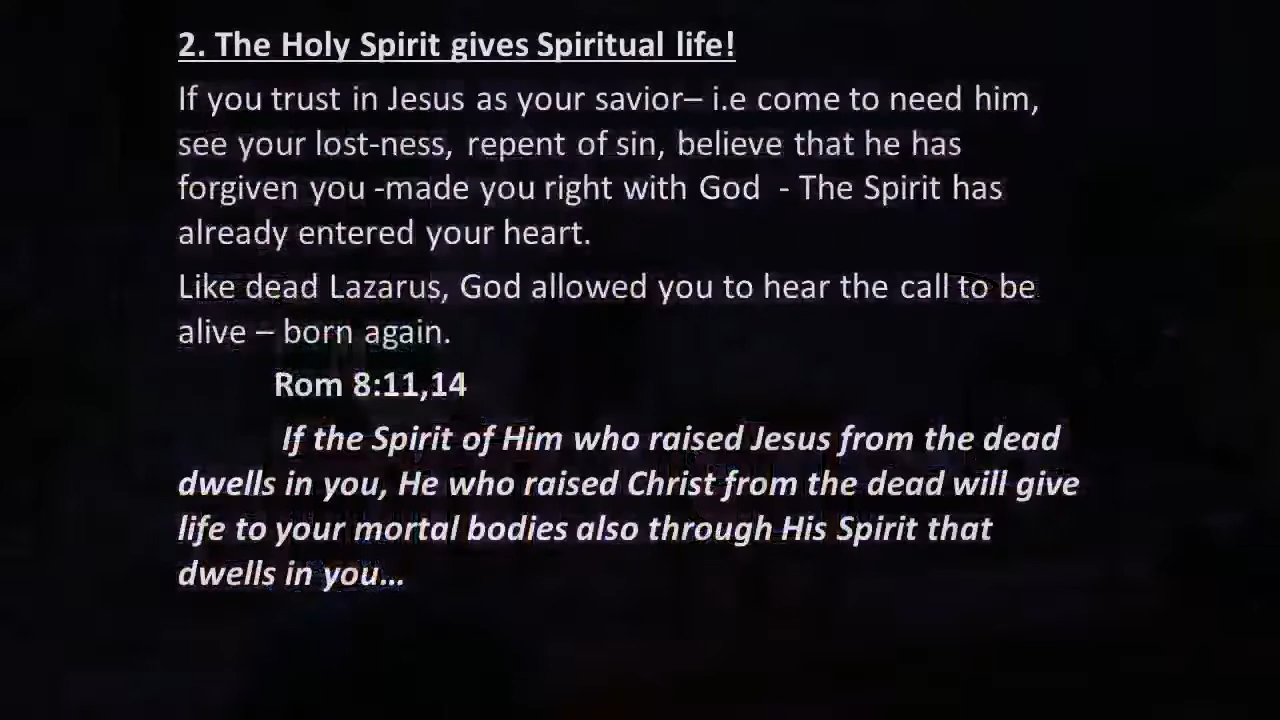 2. The Holy Spirit gives Spiritual life!
If you trust in Jesus as your savior– i.e come to need him,
see your lost-ness, repent of sin, believe that he has
forgiven you -made you right with God  - The Spirit has
already entered your heart.
Like dead Lazarus, God allowed you to hear the call to be
alive – born again.
Rom 8:11,14
If the Spirit of Him who raised Jesus from the dead
dwells in you, He who raised Christ from the dead will give
life to your mortal bodies also through His Spirit that
dwells in you…